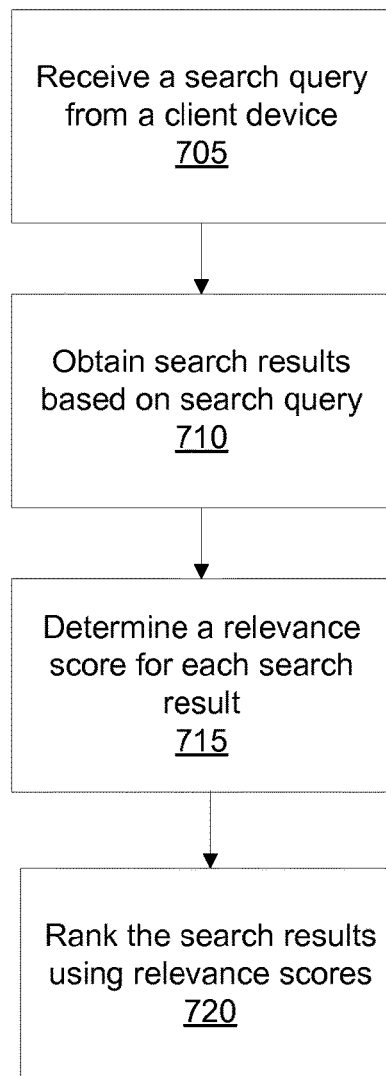 Receive a search query
from a client device
705
Obtain search results
based on search query
710
Determine a relevance
score for each search
result
715
Rank the search results
using relevance scores
720